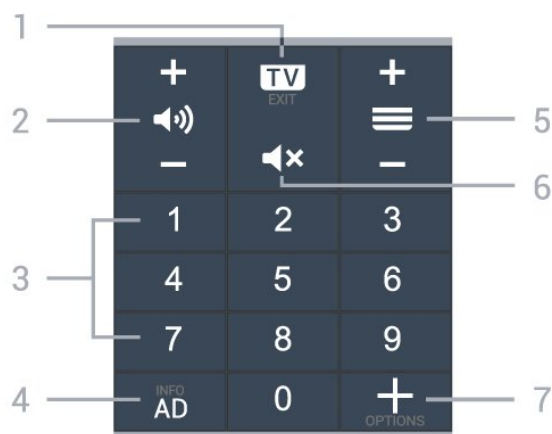 1
+ TV +
EXIT
2 5
- -
6
1 2 3
3
4 5 6
7 8 9
INFO
4 AD 0 + 7
OPTIONS